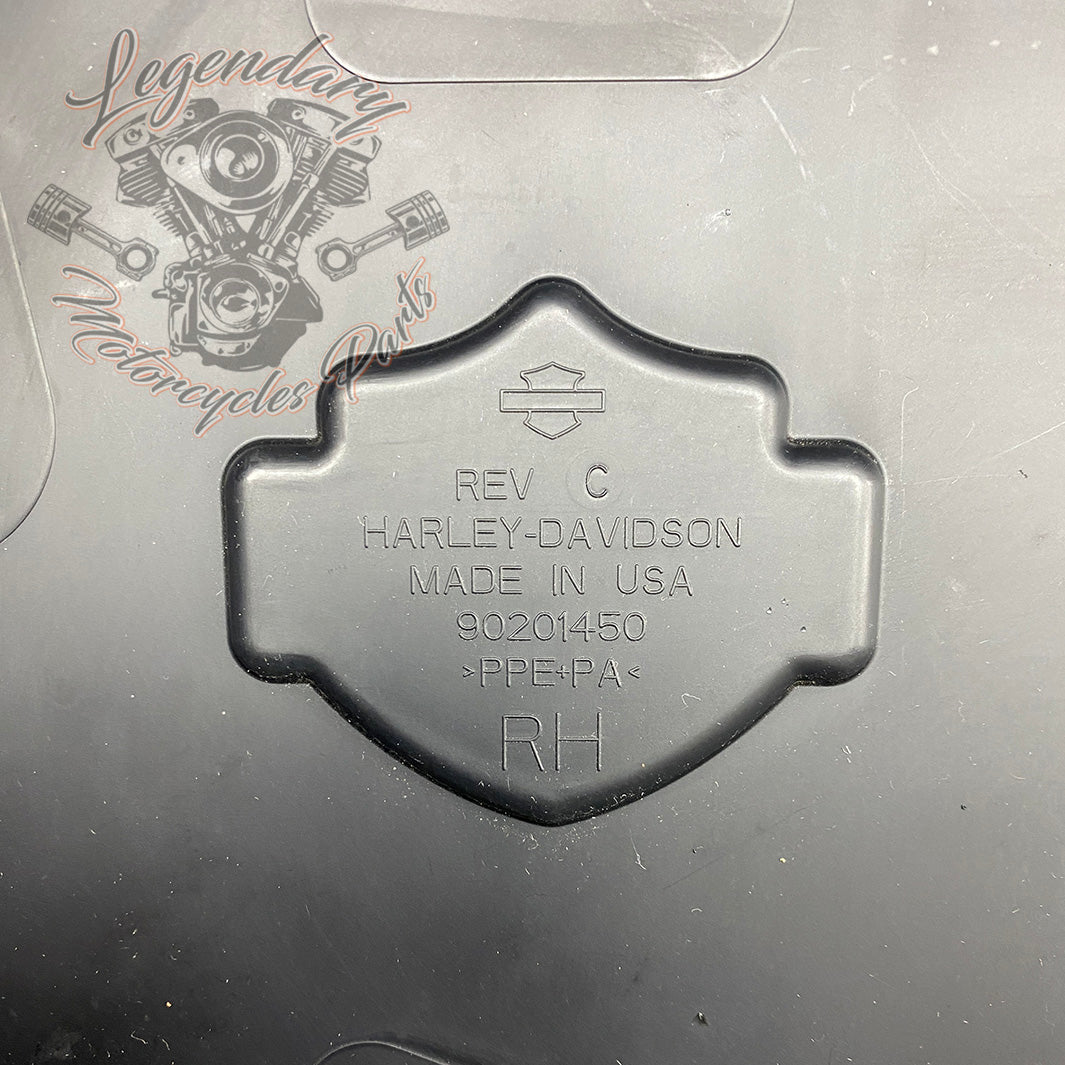 Legendary
Motorcycles Parts
REV C
HARLEY-DAVIDSON
MADE IN USA
90201450
>PPE+PA<
RH